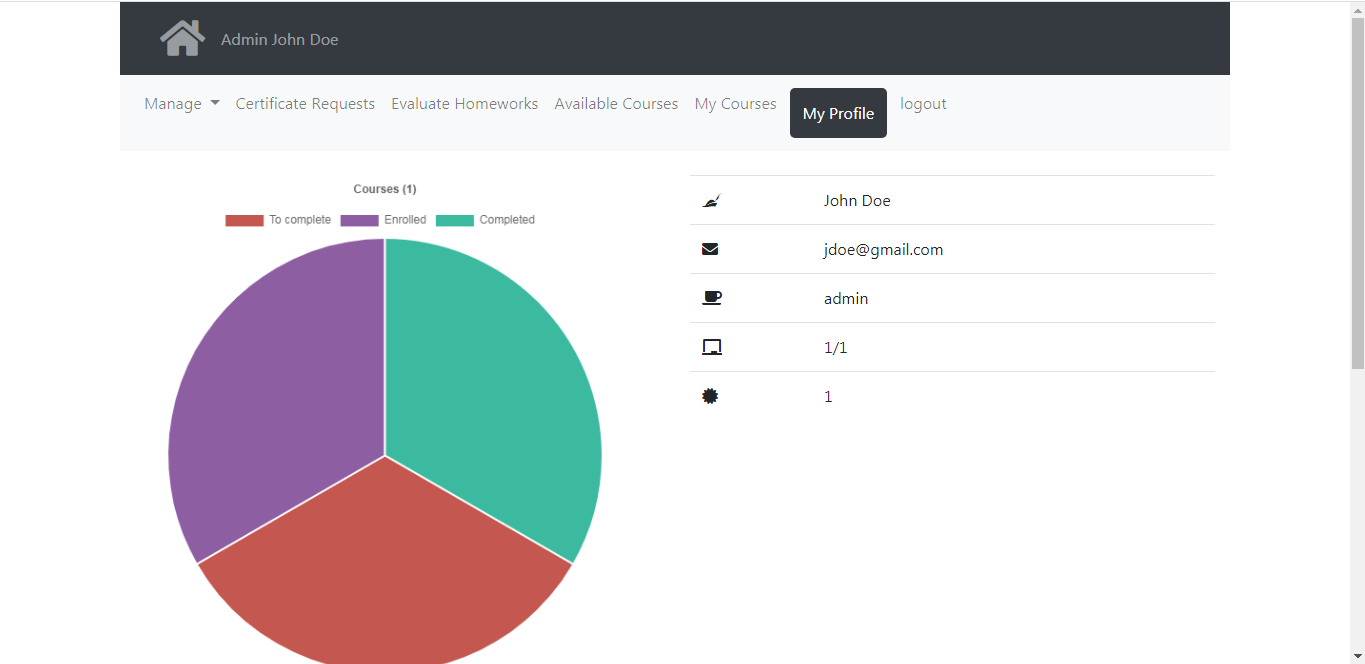 Admin John Doe
Manage Certificate Requests Evaluate Homeworks Available Courses My Courses My Profile logout
Courses (1)
To complete Enrolled Completed
John Doe
jdoe@gmail.com
admin
1/1
1